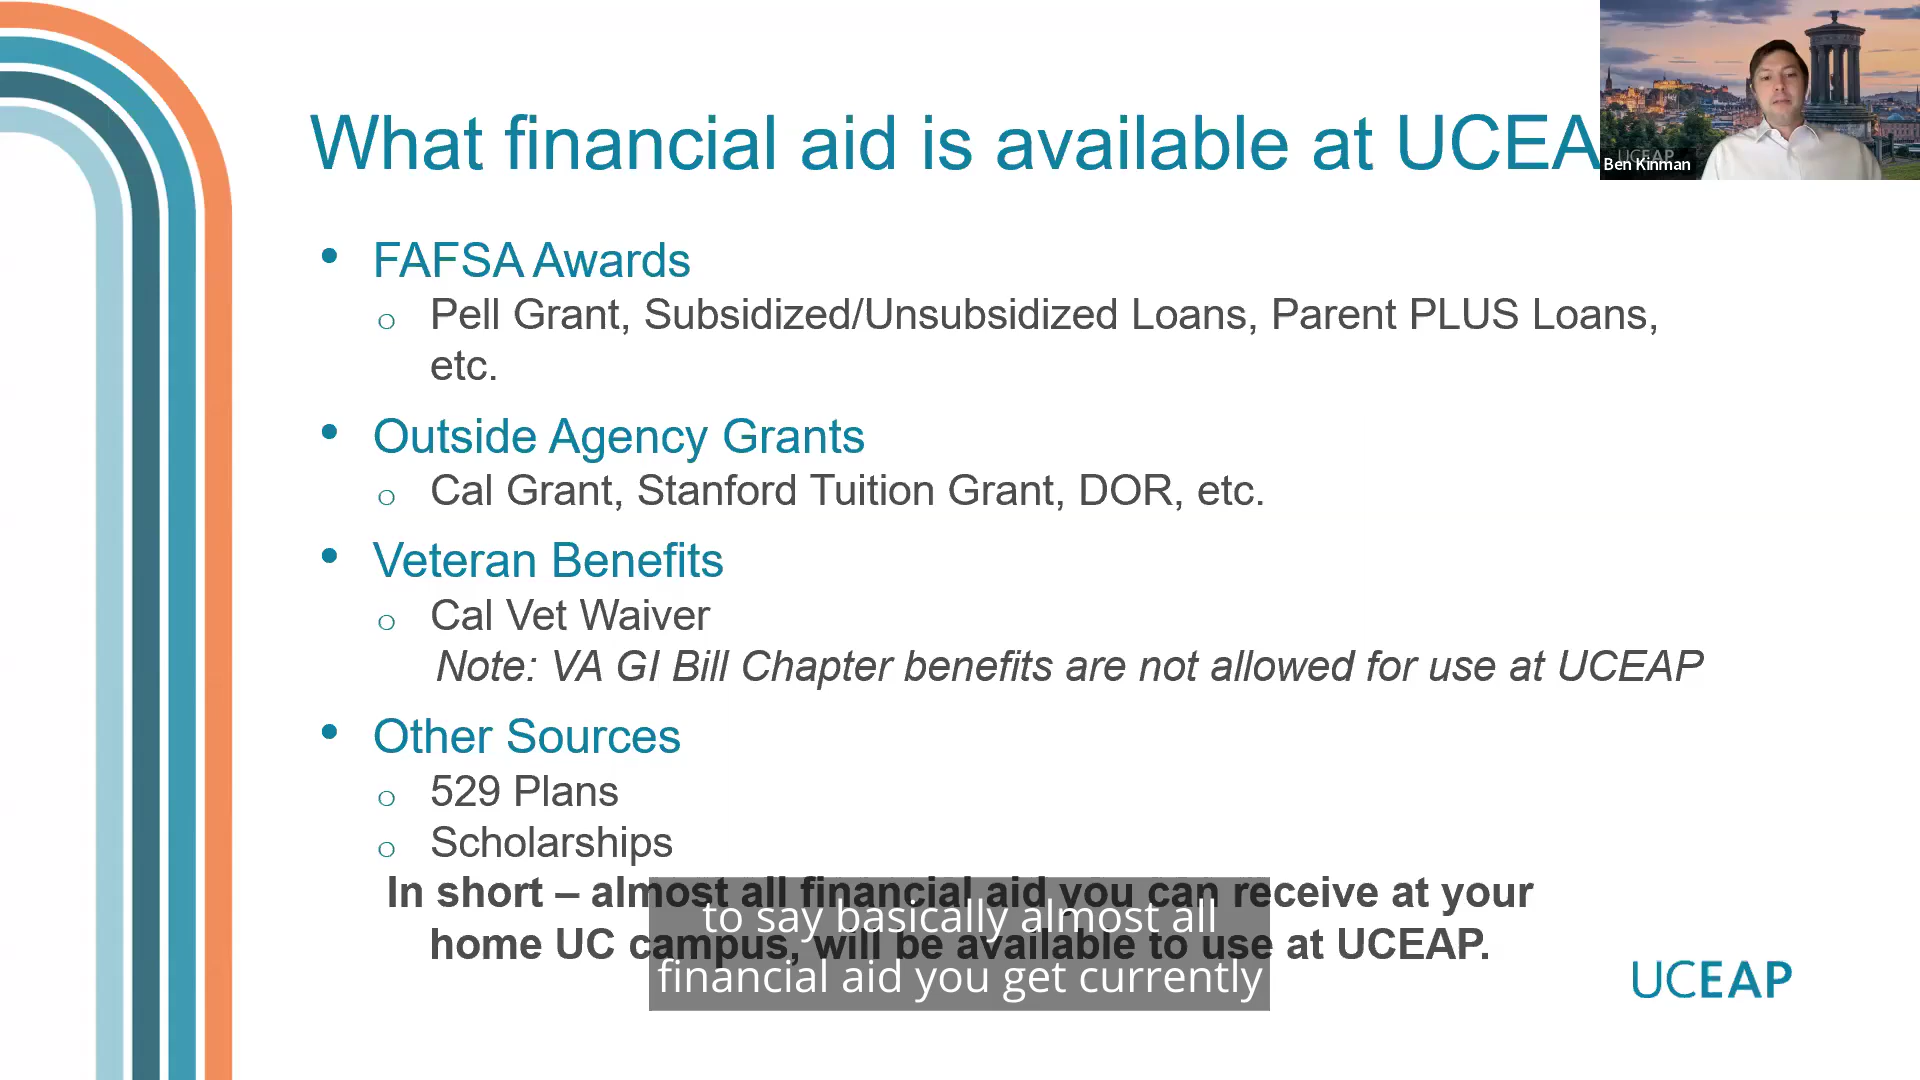 What financial aid is available at UCEA
UCEAP
Ben Kinman
• FAFSA Awards
o Pell Grant, Subsidized/Unsubsidized Loans, Parent PLUS Loans,
etc.
• Outside Agency Grants
o Cal Grant, Stanford Tuition Grant, DOR, etc.
• Veteran Benefits
o Cal Vet Waiver
Note: VA GI Bill Chapter benefits are not allowed for use at UCEAP
• Other Sources
o 529 Plans
o Scholarships
In short – almost all financial aid you can receive at your
home UC campus, will be available to use at UCEAP.
to say basically almost all
financial aid you get currently
UCEAP